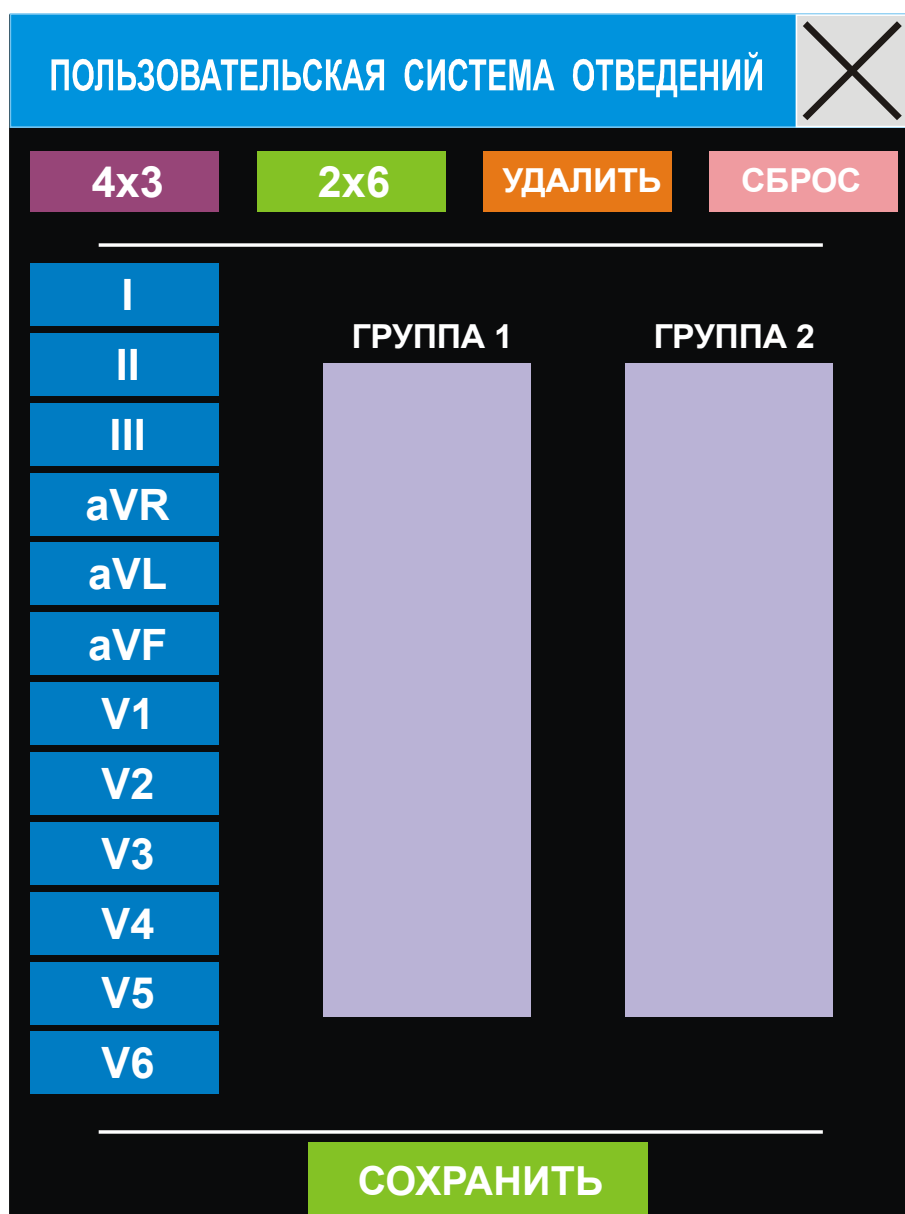 ПОЛЬЗОВАТЕЛЬСКАЯ СИСТЕМА ОТВЕДЕНИЙ
4x3 2x6 УДАЛИТЬ СБРОС
I
ГРУППА 1 ГРУППА 2
II
III
aVR
aVL
aVF
V1
V2
V3
V4
V5
V6
СОХРАНИТЬ